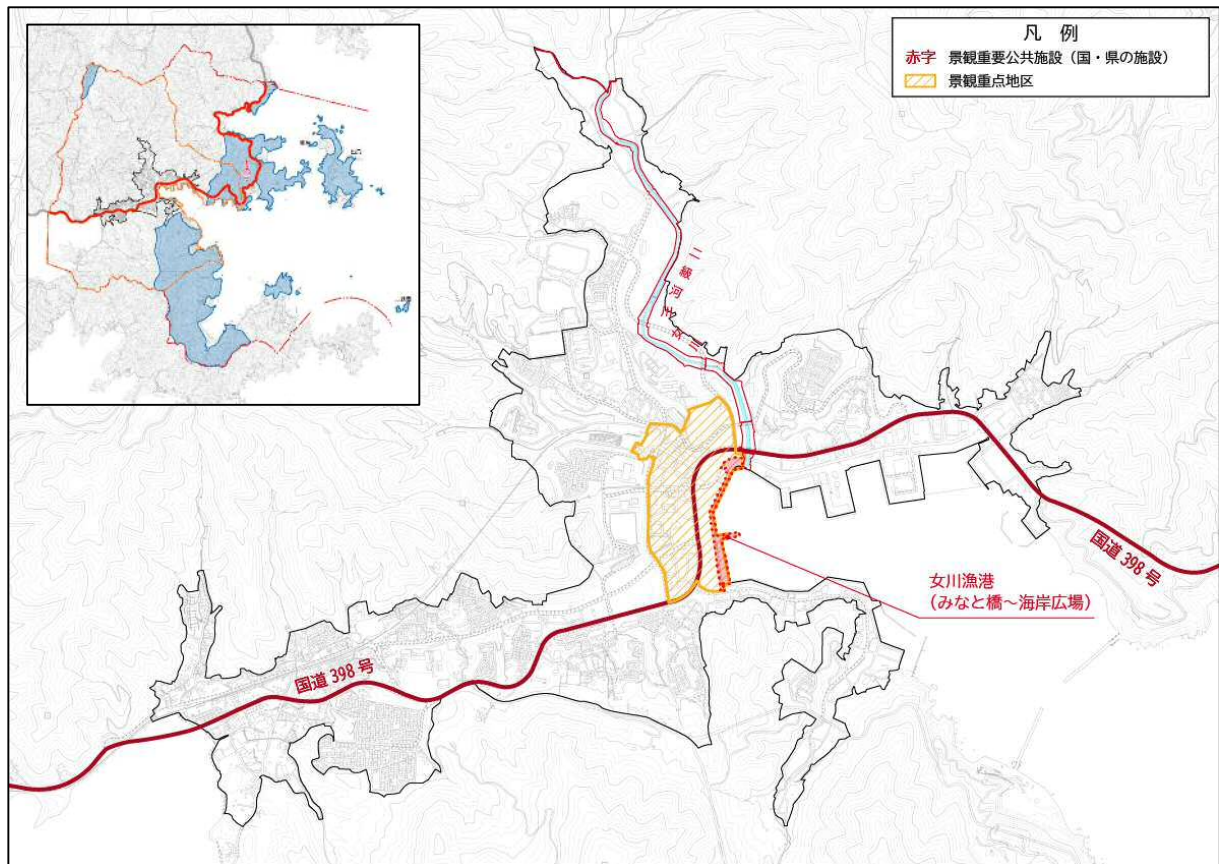 凡 例
赤字 景観重要公共施設（国・県の施設）
景観重点地区
二級河川女川
国道 398 号
女川漁港
（みなと橋～海岸広場）
国道 398 号